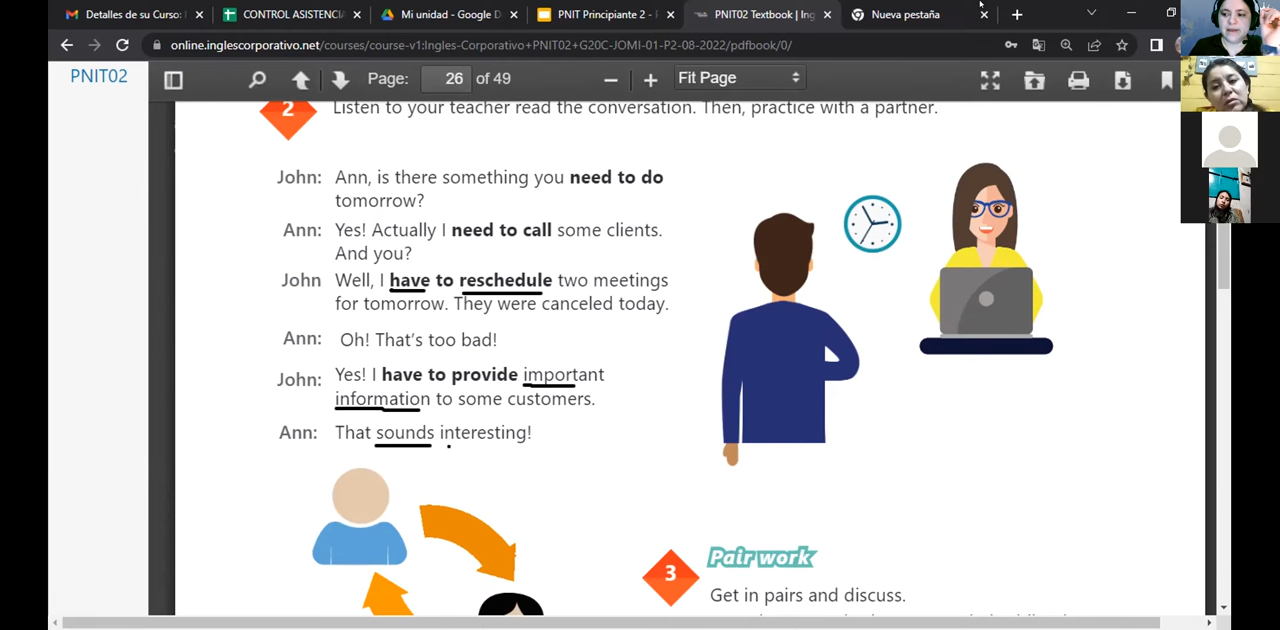 Detalles de su Curso:
CONTROL ASISTENCIA
Mi unidad - Google D
PNIT Principiante 2 -
PNIT02 Textbook | Ing
Nueva pestaña
online.inglescorporativo.net/courses/course-v1:Ingles-Corporativo+PNIT02+G20C-JOMI-01-P2-08-2022/pdfbook/0/
PNIT02
Page: 26 of 49
Fit Page
2 Listen to your teacher read the conversation. Then, practice with a partner.
John: Ann, is there something you need to do
tomorrow?
Ann: Yes! Actually I need to call some clients.
And you?
John Well, I have to reschedule two meetings
for tomorrow. They were canceled today.
Ann: Oh! That's too bad!
John: Yes! I have to provide important
information to some customers.
Ann: That sounds interesting!
Pair work
3
Get in pairs and discuss.